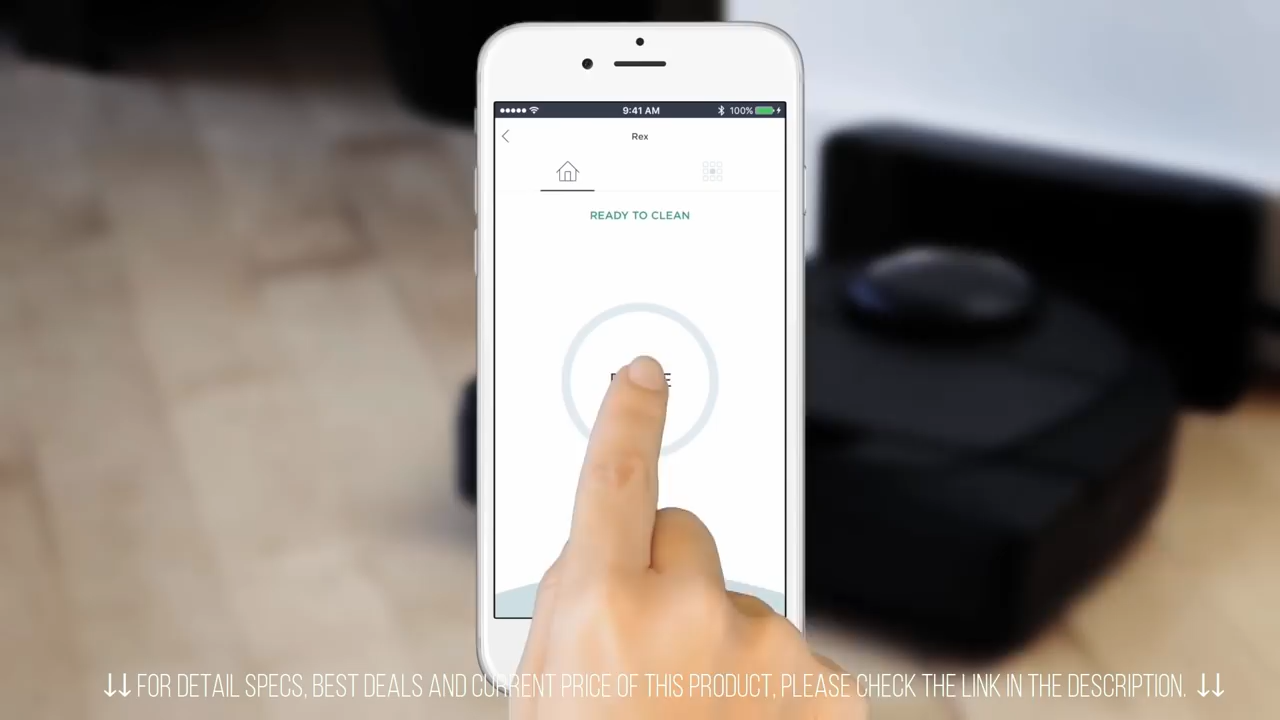 9:41 AM
100%
Rex
READY TO CLEAN
↓↓ FOR DETAIL SPECS, BEST DEALS AND CURRENT PRICE OF THIS PRODUCT, PLEASE CHECK THE LINK IN THE DESCRIPTION. ↓↓